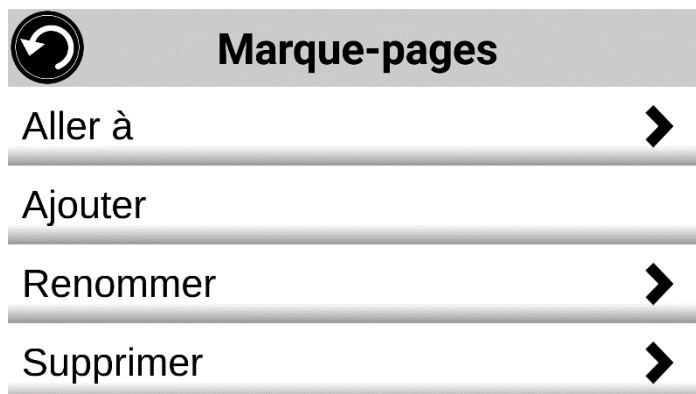 Marque-pages
Aller à
Ajouter
Renommer
Supprimer